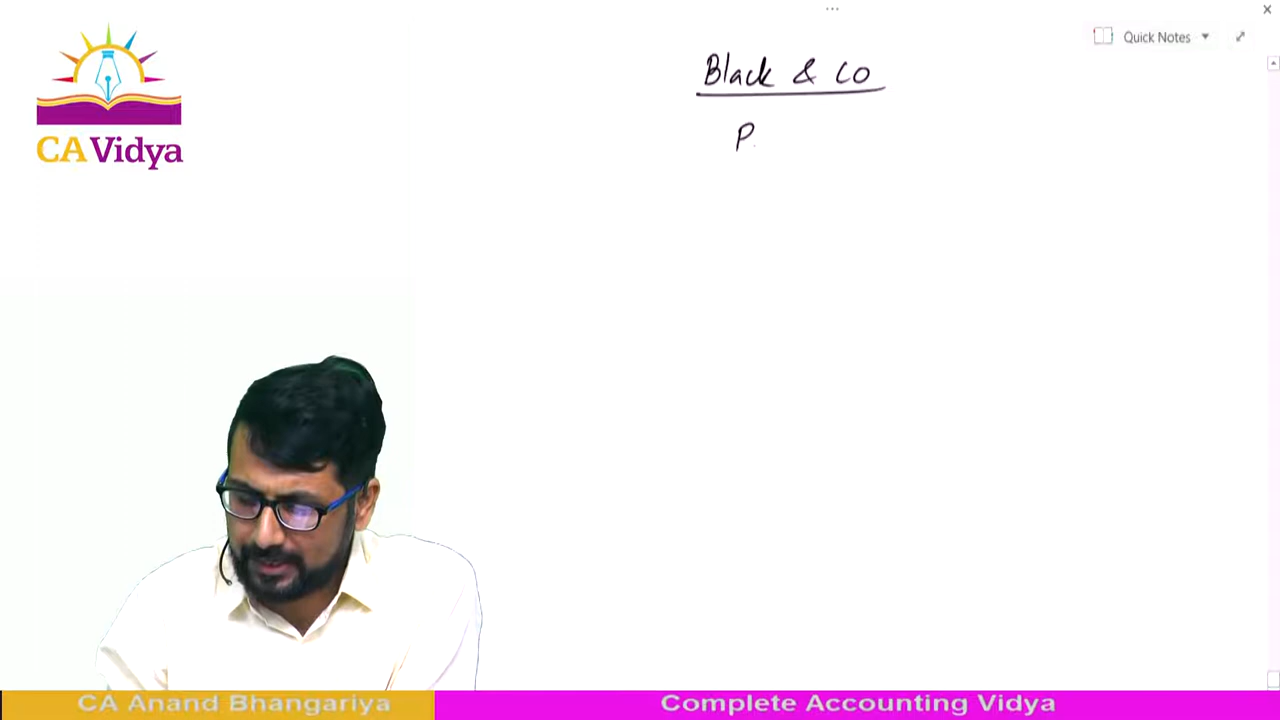 ...
Quick Notes
CA Vidya
Black & Co
P
CA Anand Bhangariya
Complete Accounting Vidya